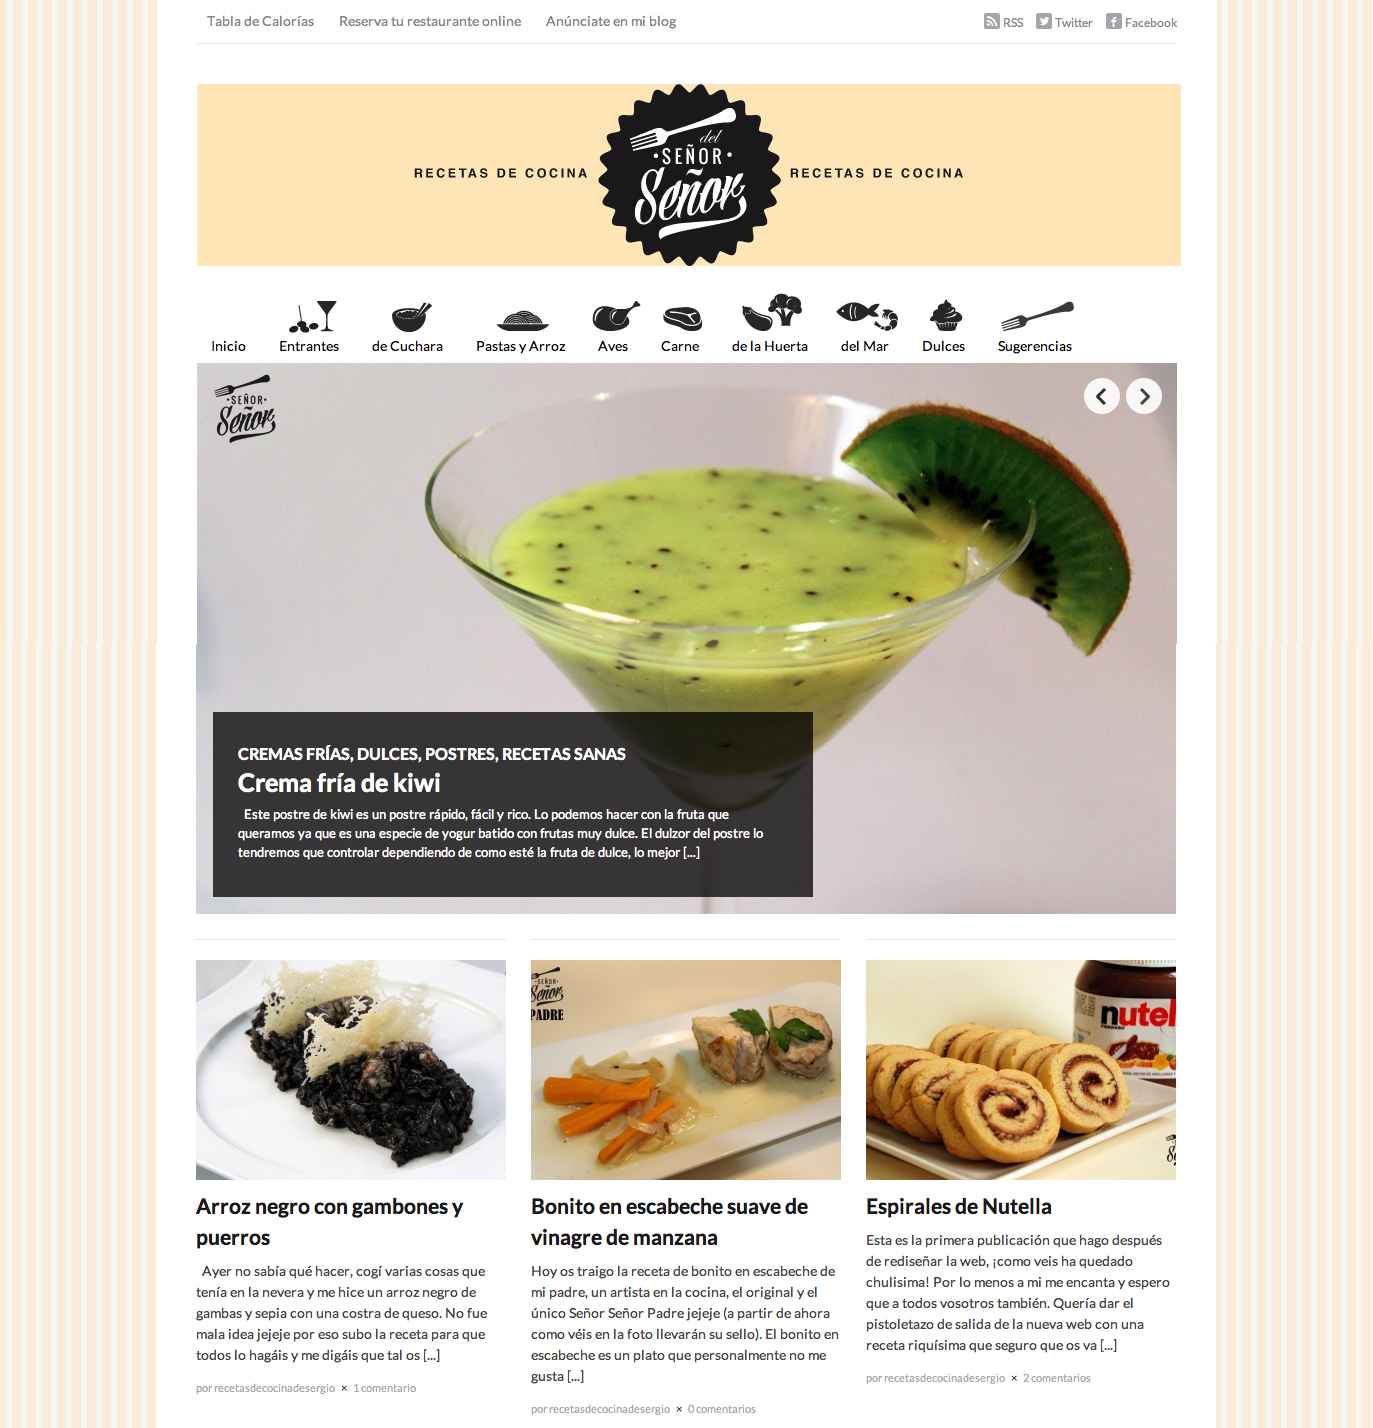 Tabla de Calorías Reserva tu restaurante online Anúnciate en mi blog RSS Twitter Facebook
RECETAS DE COCINA
del
SEÑOR
Señor
RECETAS DE COCINA
Inicio Entrantes de Cuchara Pastas y Arroz Aves Carne de la Huerta del Mar Dulces Sugerencias
SEÑOR
Señor
CREMAS FRÍAS, DULCES, POSTRES, RECETAS SANAS
Crema fría de kiwi
Este postre de kiwi es un postre rápido, fácil y rico. Lo podemos hacer con la fruta que
queramos ya que es una especie de yogur batido con frutas muy dulce. El dulzor del postre lo
tendremos que controlar dependiendo de como esté la fruta de dulce, lo mejor [...]
Arroz negro con gambones y
puerros
Ayer no sabía qué hacer, cogí varias cosas que
tenía en la nevera y me hice un arroz negro de
gambas y sepia con una costra de queso. No fue
mala idea jejeje por eso subo la receta para que
todos lo hagáis y me digáis que tal os [...]
por recetasdecocinadesergio × 1 comentario
SEÑOR
Señor
PADRE
Bonito en escabeche suave de
vinagre de manzana
Hoy os traigo la receta de bonito en escabeche de
mi padre, un artista en la cocina, el original y el
único Señor Señor Padre jejeje (a partir de ahora
como véis en la foto llevarán su sello). El bonito en
escabeche es un plato que personalmente no me
gusta [...]
por recetasdecocinadesergio × 0 comentarios
nutel
Espirales de Nutella
Esta es la primera publicación que hago después
de rediseñar la web, ¡como veis ha quedado
chulisima! Por lo menos a mi me encanta y espero
que a todos vosotros también. Quería dar el
pistoletazo de salida de la nueva web con una
receta riquísima que seguro que os va [...]
por recetasdecocinadesergio × 2 comentarios